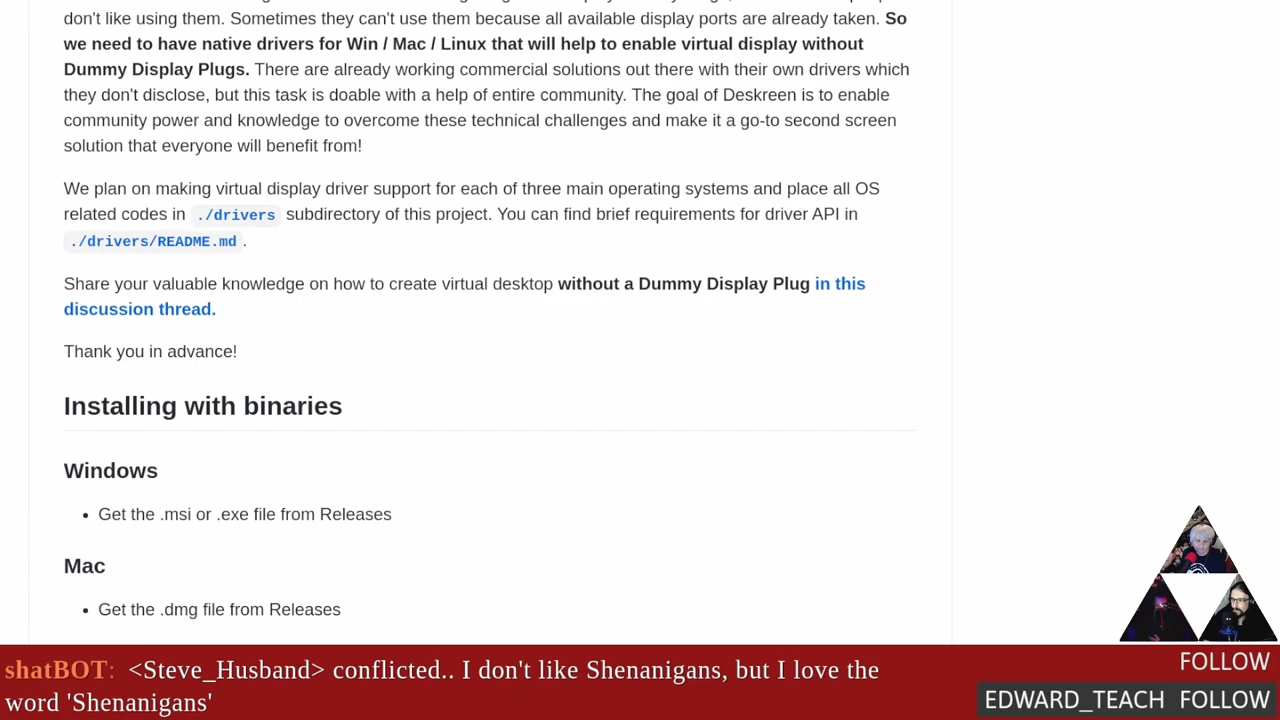 don't like using them. Sometimes they can't use them because all available display ports are already taken. So
we need to have native drivers for Win / Mac / Linux that will help to enable virtual display without
Dummy Display Plugs. There are already working commercial solutions out there with their own drivers which
they don't disclose, but this task is doable with a help of entire community. The goal of Deskreen is to enable
community power and knowledge to overcome these technical challenges and make it a go-to second screen
solution that everyone will benefit from!
We plan on making virtual display driver support for each of three main operating systems and place all OS
related codes in ./drivers subdirectory of this project. You can find brief requirements for driver API in
./drivers/README.md.
Share your valuable knowledge on how to create virtual desktop without a Dummy Display Plug in this
discussion thread.
Thank you in advance!
Installing with binaries
Windows
• Get the .msi or .exe file from Releases
Mac
• Get the .dmg file from Releases
shatBOT: <Steve_Husband> conflicted.. I don't like Shenanigans, but I love the
word 'Shenanigans'
FOLLOW
EDWARD_TEACH FOLLOW